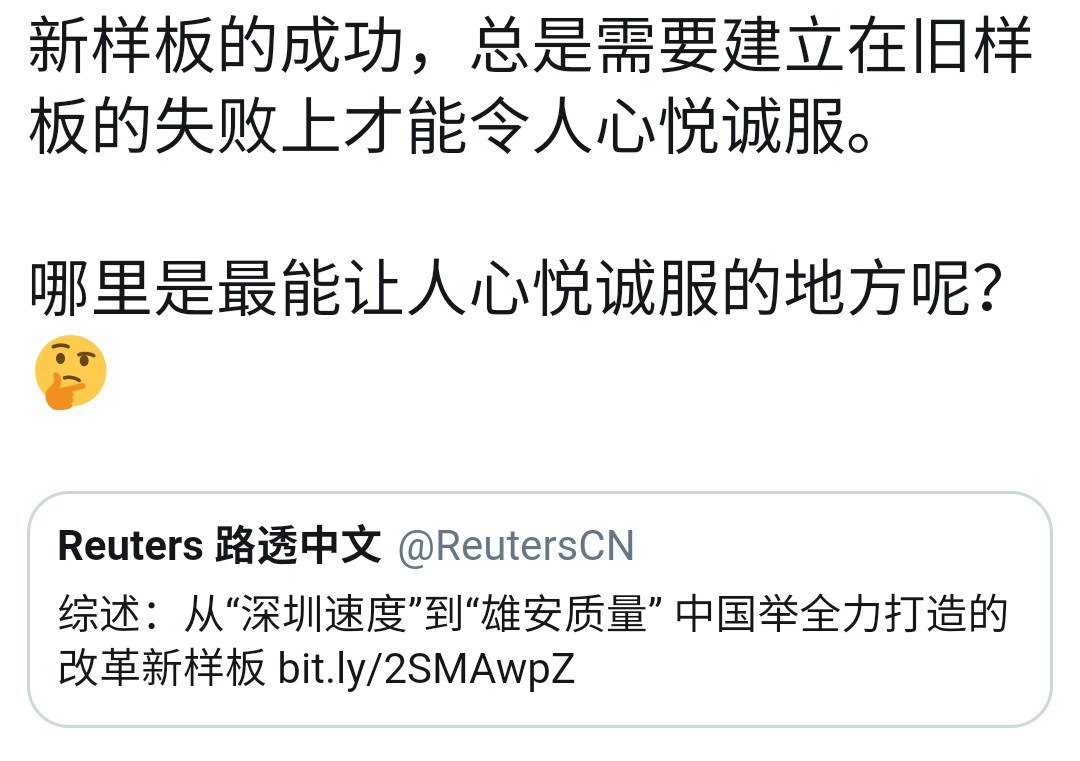 新样板的成功，总是需要建立在旧样
板的失败上才能令人心悦诚服。
哪里是最能让人心悦诚服的地方呢？
🤔
Reuters 路透中文 @ReutersCN
综述：从“深圳速度”到“雄安质量” 中国举全力打造的
改革新样板 bit.ly/2SMAwpZ